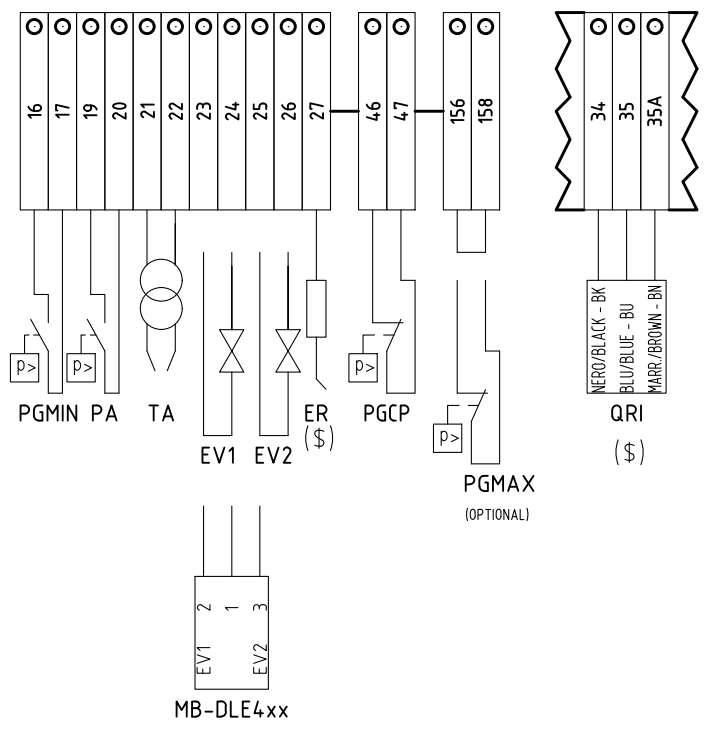 16 17 19 20 21 22 23 24 25 26 27 46 47 156 158 34 35 35A
NERO/BLACK - BK
BLU/BLUE - BU
MARR./BROWN - BN
p> p> p>
PGMIN PA TA ER PGCP QRI
($) ($)
p>
EV1 EV2
PGMAX
(OPTIONAL)
2 1 3
EV1 EV2
MB-DLE4xx